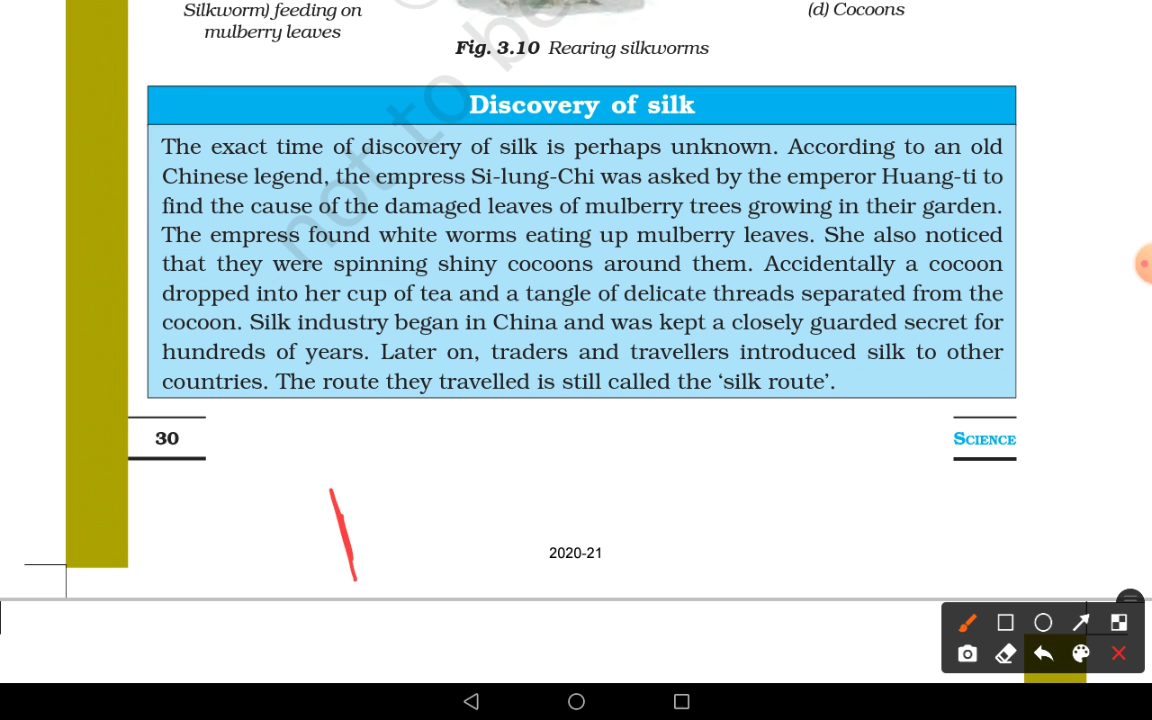 Silkworm) feeding on
mulberry leaves
(d) Cocoons
Fig. 3.10 Rearing silkworms
not to be
Discovery of silk
The exact time of discovery of silk is perhaps unknown. According to an old
Chinese legend, the empress Si-lung-Chi was asked by the emperor Huang-ti to
find the cause of the damaged leaves of mulberry trees growing in their garden.
The empress found white worms eating up mulberry leaves. She also noticed
that they were spinning shiny cocoons around them. Accidentally a cocoon
dropped into her cup of tea and a tangle of delicate threads separated from the
cocoon. Silk industry began in China and was kept a closely guarded secret for
hundreds of years. Later on, traders and travellers introduced silk to other
countries. The route they travelled is still called the ‘silk route’.
30
SCIENCE
2020-21